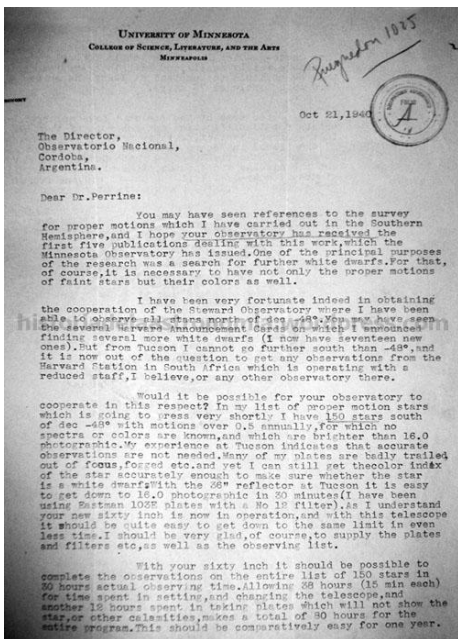 UNIVERSITY OF MINNESOTA
COLLEGE OF SCIENCE, LITERATURE, AND THE ARTS
MINNEAPOLIS
1025
Oct 21,1940
The Director,
Observatorio Nacional,
Cordoba,
Argentina.
Dear Dr.Perrine:
You may have seen references to the survey
for proper motions which I have carried out in the Southern
Hemisphere,and I hope your observatory has received the
first five publications dealing with this work,which the
Minnesota Observatory has issued.One of the principal purposes
of the research was a search for further white dwarfs.For that,
of course,it is necessary to have not only the proper motions
of faint stars but their colors as well.
I have been very fortunate indeed in obtaining
the cooperation of the Steward Observatory where I have been
able to observe all stars north of dec -48°.You may have seen
the several Harvard Announcement Cards on which I announced
finding several more white dwarfs (I now have seventeen new
ones).But from Tucson I cannot go further south than -48°,and
it is now out of the question to get any observations from the
Harvard Station in South Africa which is operating with a
reduced staff,I believe,or any other observatory there.
Would it be possible for your observatory to
cooperate in this respect? In my list of proper motion stars
which is going to press very shortly I have 150 stars south
of dec -48° with motions over 0.5 annually,for which no
spectra or colors are known,and which are brighter than 16.0
photographic.My experience at Tucson indicates that accurate
observations are not needed.Many of my plates are badly trailed
out of focus,fogged etc.and yet I can still get thecolor index
of the star accurately enough to make sure whether the star
is a white dwarf.With the 36" reflector at Tucson it is easy
to get down to 16.0 photographic in 30 minutes(I have been
using Eastman 103E plates with a No 12 filter).As I understand
your new sixty inch is now in operation,and with this telescope
it should be quite easy to get down to the same limit in even
less time.I should be very glad,of course,to supply the plates
and filters etc,as well as the observing list.
With your sixty inch it should be possible to
complete the observations on the entire list of 150 stars in
30 hours actual observing time.Allowing 38 hours (15 min each)
for time spent in setting,and changing the telescope,and
another 12 hours spent in taking plates which will not show the
star,or other calamities,makes a total of 80 hours for the
entire program.This should be comparatively easy for one year.